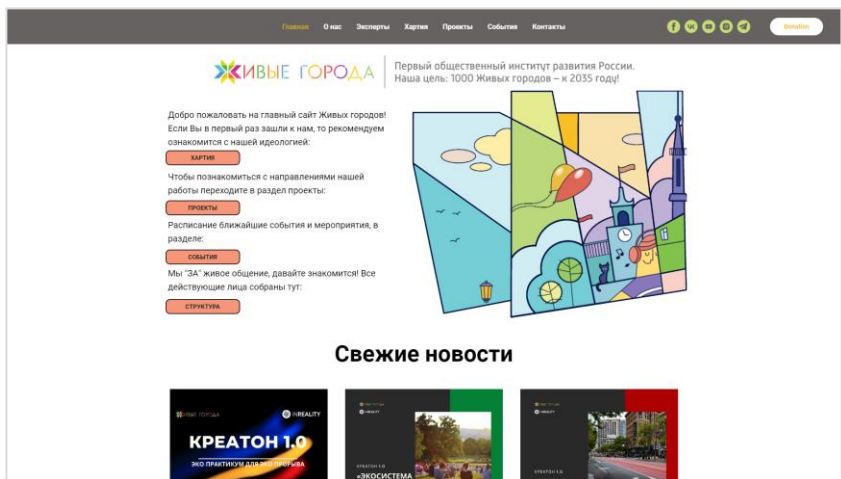 Главная О нас Эксперты Хартия Проекты События Контакты Donation
ЖИВЫЕ ГОРОДА
Первый общественный институт развития России.
Наша цель: 1000 Живых городов – к 2035 году!
Добро пожаловать на главный сайт Живых городов!
Если Вы в первый раз зашли к нам, то рекомендуем
ознакомится с нашей идеологией:
ХАРТИЯ
Чтобы познакомиться с направлениями нашей
работы переходите в раздел проекты:
ПРОЕКТЫ
Расписание ближайшие события и мероприятия, в
разделе:
СОБЫТИЯ
Мы "ЗА" живое общение, давайте знакомится! Все
действующие лица собраны тут:
СТРУКТУРА
Свежие новости
ЖИВЫЕ ГОРОДА INREALITY
КРЕАТОН 1.0
ЭКО ПРАКТИКУМ ДЛЯ ЭКО ПРОРЫВА
INREALITY
КРЕАТОН 1.0
«ЭКОСИСТЕМА
INREALITY
КРЕАТОН 1.0